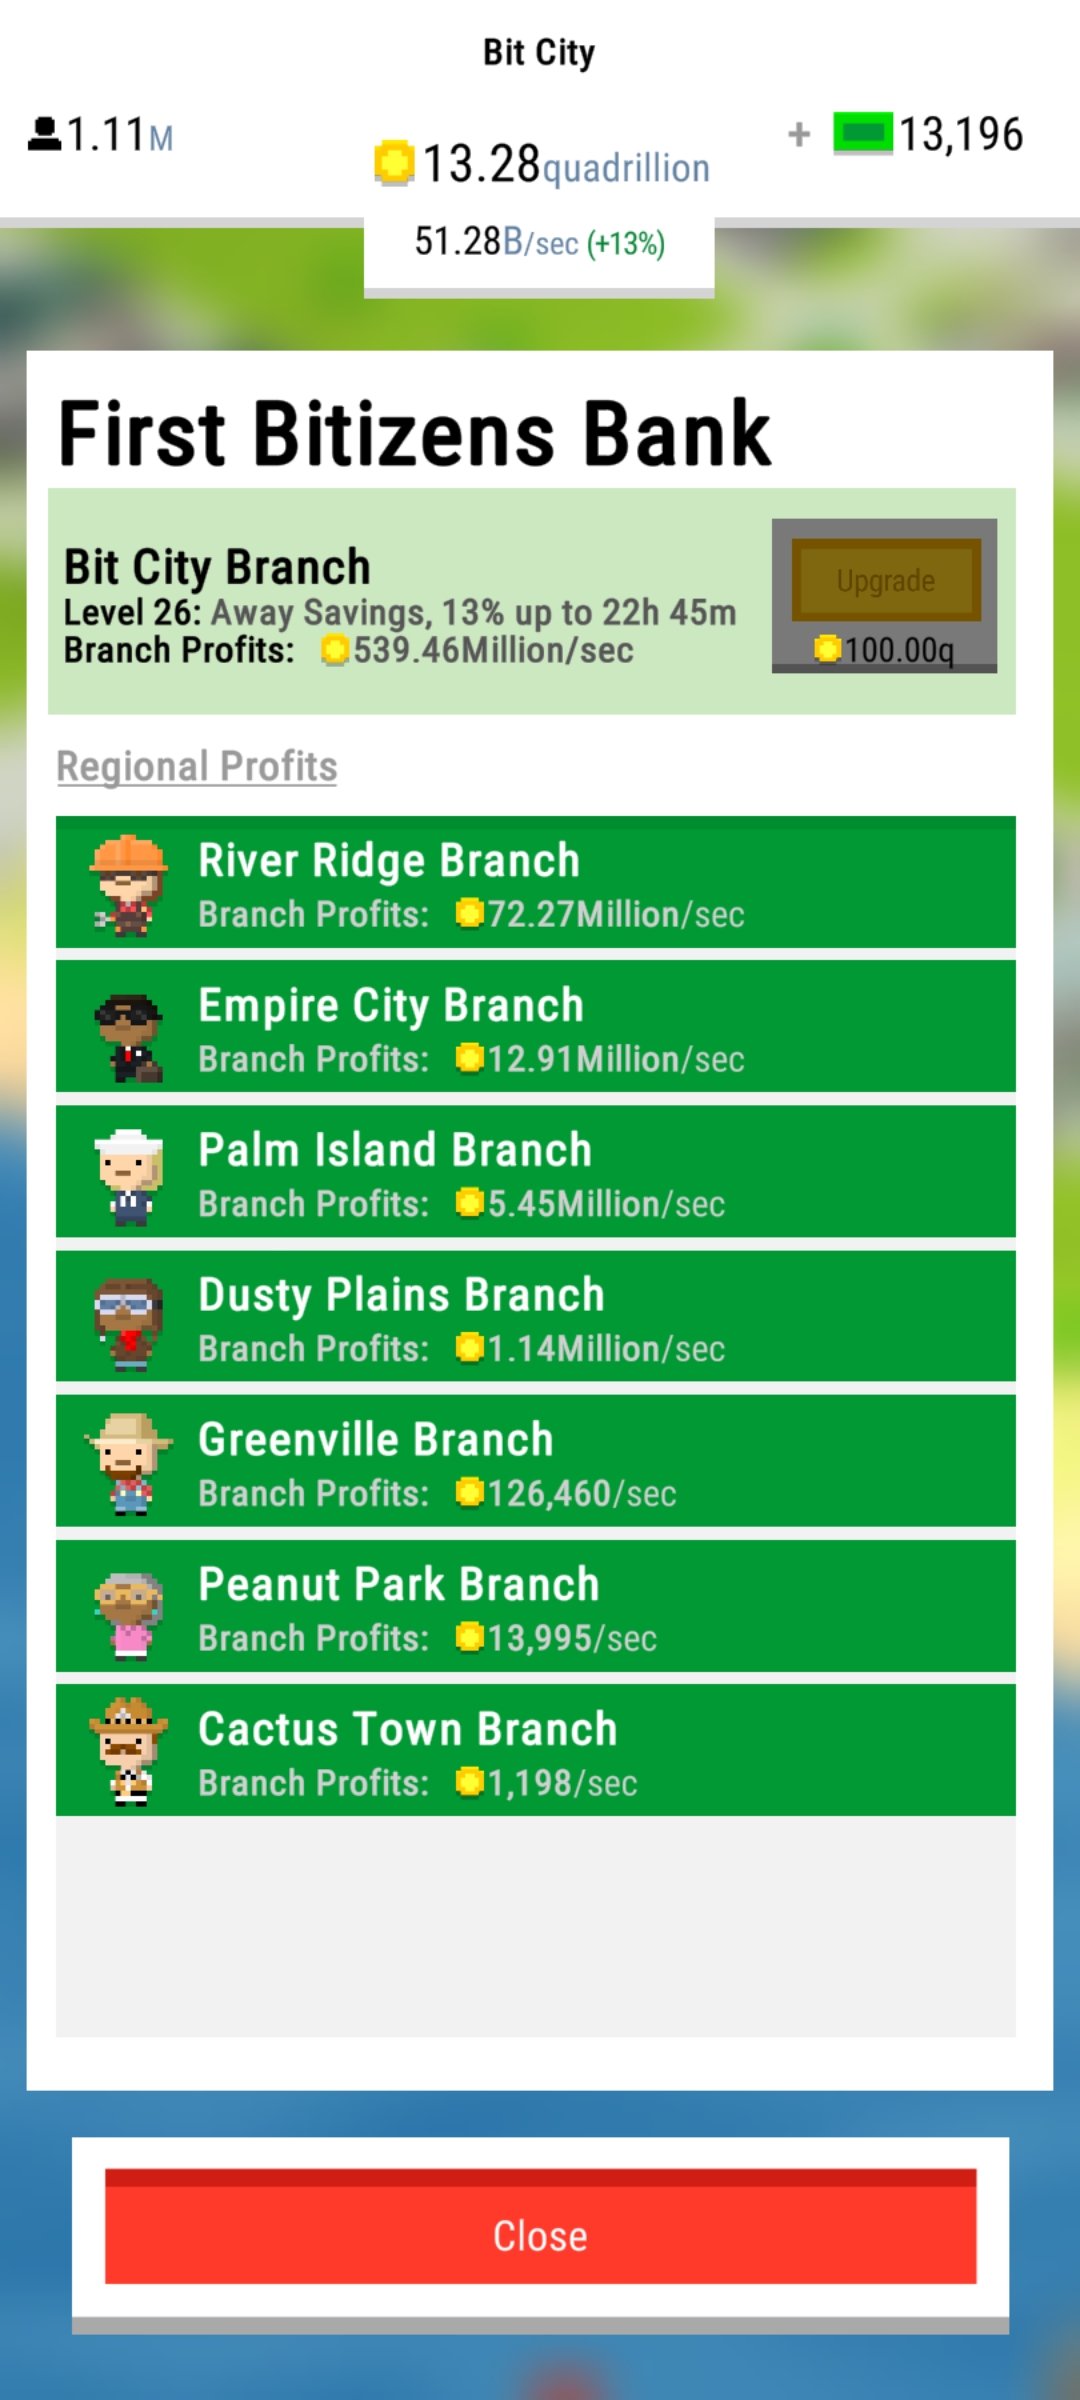 Bit City
1.11M
13.28quadrillion
+ 13,196
51.28B/sec (+13%)
First Bitizens Bank
Bit City Branch
Level 26: Away Savings, 13% up to 22h 45m
Branch Profits: 539.46Million/sec
Upgrade
100.00q
Regional Profits
River Ridge Branch
Branch Profits: 72.27Million/sec
Empire City Branch
Branch Profits: 12.91Million/sec
Palm Island Branch
Branch Profits: 5.45Million/sec
Dusty Plains Branch
Branch Profits: 1.14Million/sec
Greenville Branch
Branch Profits: 126,460/sec
Peanut Park Branch
Branch Profits: 13,995/sec
Cactus Town Branch
Branch Profits: 1,198/sec
Close